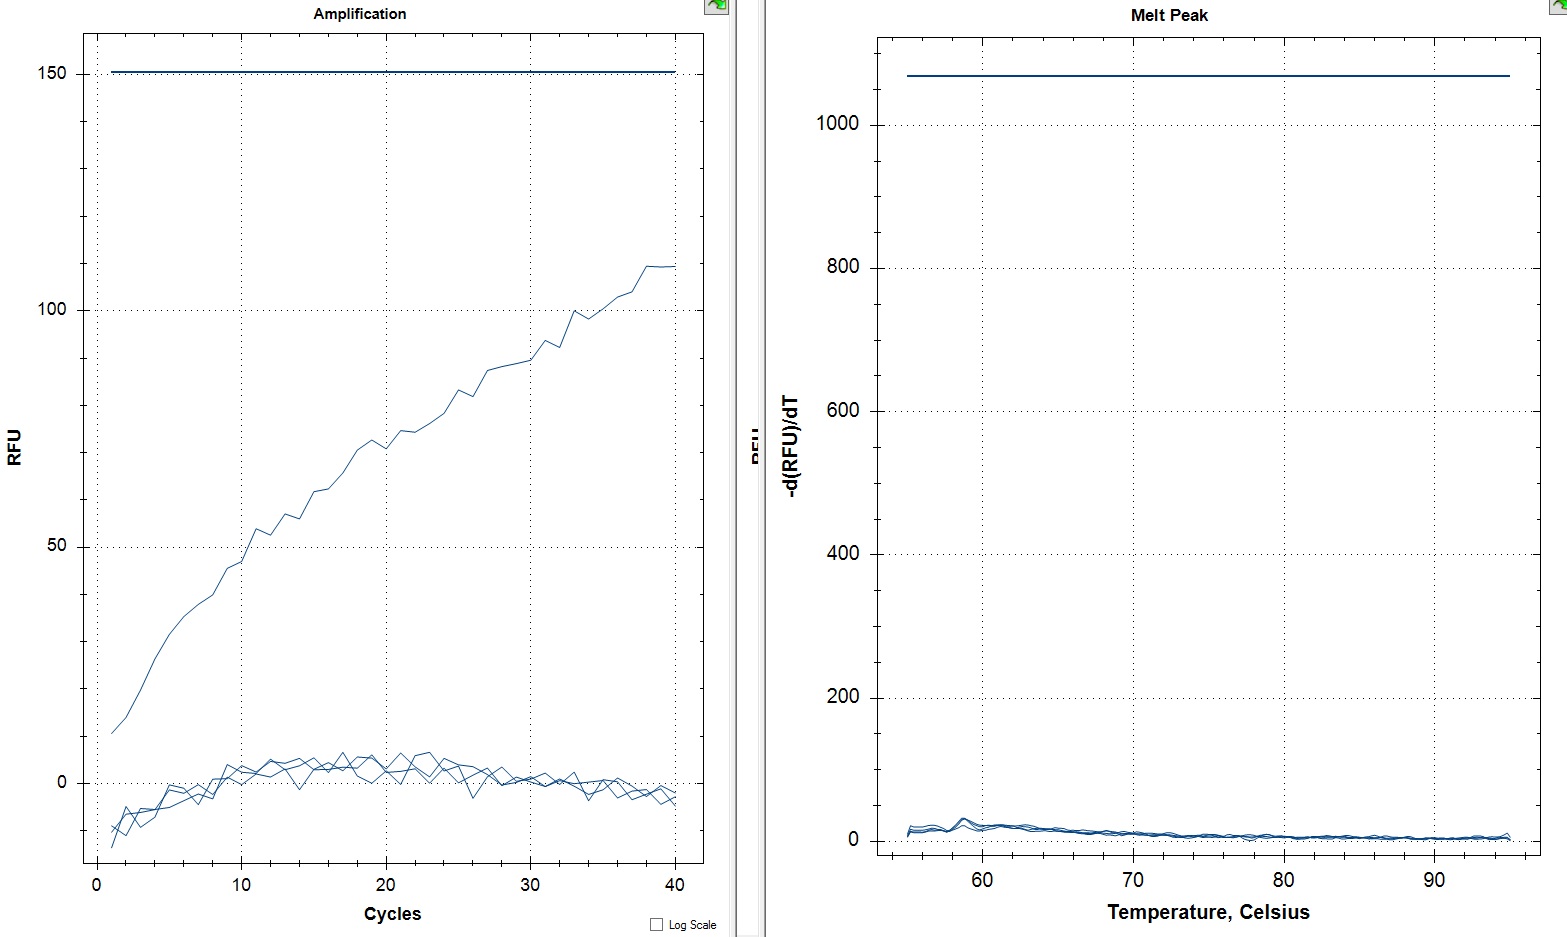 Amplification
150
100
50
0
RFU
0 10 20 30 40
Cycles
Log Scale
RFU
Melt Peak
1000
800
600
400
200
0
-d(RFU)/dT
60 70 80 90
Temperature, Celsius